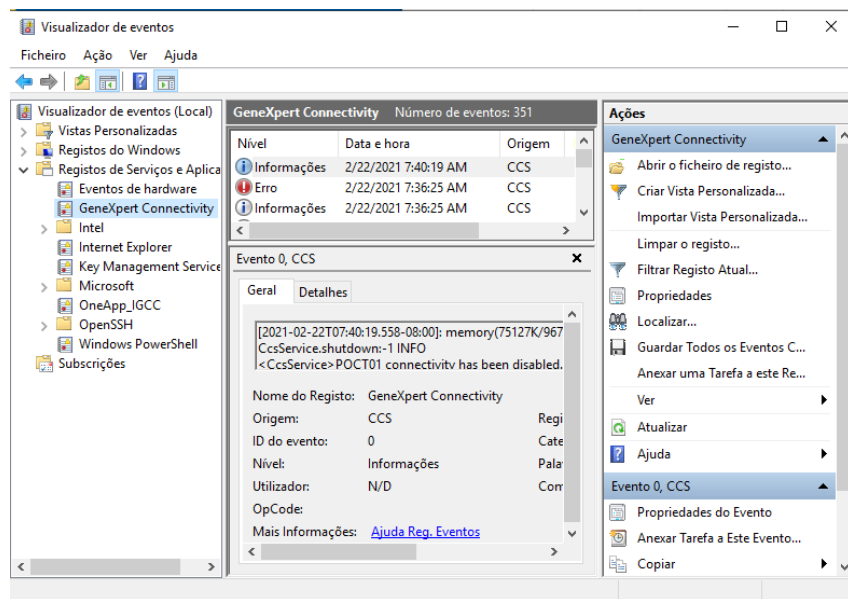 Visualizador de eventos
Ficheiro Ação Ver Ajuda
Visualizador de eventos (Local)
Vistas Personalizadas
Registos do Windows
Registos de Serviços e Aplica
Eventos de hardware
GeneXpert Connectivity
Intel
Internet Explorer
Key Management Service
Microsoft
OneApp_IGCC
OpenSSH
Windows PowerShell
Subscrições
GeneXpert Connectivity Número de eventos: 351
Nível Data e hora Origem
Informações 2/22/2021 7:40:19 AM CCS
Erro 2/22/2021 7:36:25 AM CCS
Informações 2/22/2021 7:36:25 AM CCS
Evento 0, CCS
Geral Detalhes
[2021-02-22T07:40:19.558-08:00]: memory(75127K/967
CcsService.shutdown:-1 INFO
<CcsService>POCT01 connectivity has been disabled.
Nome do Registo: GeneXpert Connectivity
Origem: CCS Regi
ID do evento: 0 Cate
Nível: Informações Pala
Utilizador: N/D Com
OpCode:
Mais Informações: Ajuda Reg. Eventos
Ações
GeneXpert Connectivity
Abrir o ficheiro de registo...
Criar Vista Personalizada...
Importar Vista Personalizada...
Limpar o registo...
Filtrar Registo Atual...
Propriedades
Localizar...
Guardar Todos os Eventos C...
Anexar uma Tarefa a este Re...
Ver
Atualizar
Ajuda
Evento 0, CCS
Propriedades do Evento
Anexar Tarefa a Este Evento...
Copiar